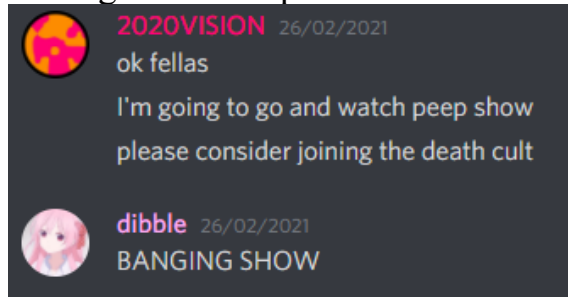 2020VISION 26/02/2021
ok fellas
I'm going to go and watch peep show
please consider joining the death cult
dibble 26/02/2021
BANGING SHOW